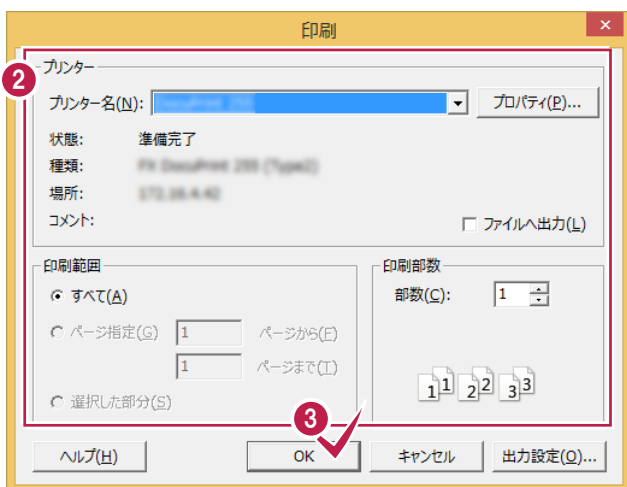 印刷
×
2
プリンター
プリンター名(N):
プロパティ(P)...
状態: 準備完了
種類:
場所:
コメント:
ファイルへ出力(L)
印刷範囲
すべて(A)
ページ指定(G) 1 ページから(F)
1 ページまで(T)
選択した部分(S)
印刷部数
部数(C): 1
1 1 2 2 3 3
3
ヘルプ(H) OK キャンセル 出力設定(O)...